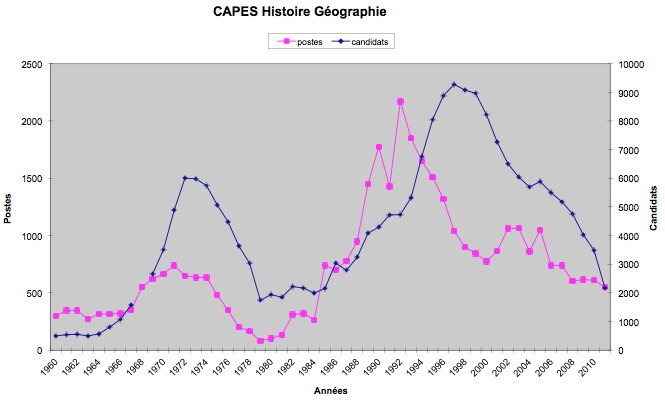 CAPES Histoire Géographie
postes candidats
2500
2000
1500
1000
500
0
Postes
10000
9000
8000
7000
6000
5000
4000
3000
2000
1000
0
Candidats
1960 1962 1964 1966 1968 1970 1972 1974 1976 1978 1980 1982 1984 1986 1988 1990 1992 1994 1996 1998 2000 2002 2004 2006 2008 2010
Années